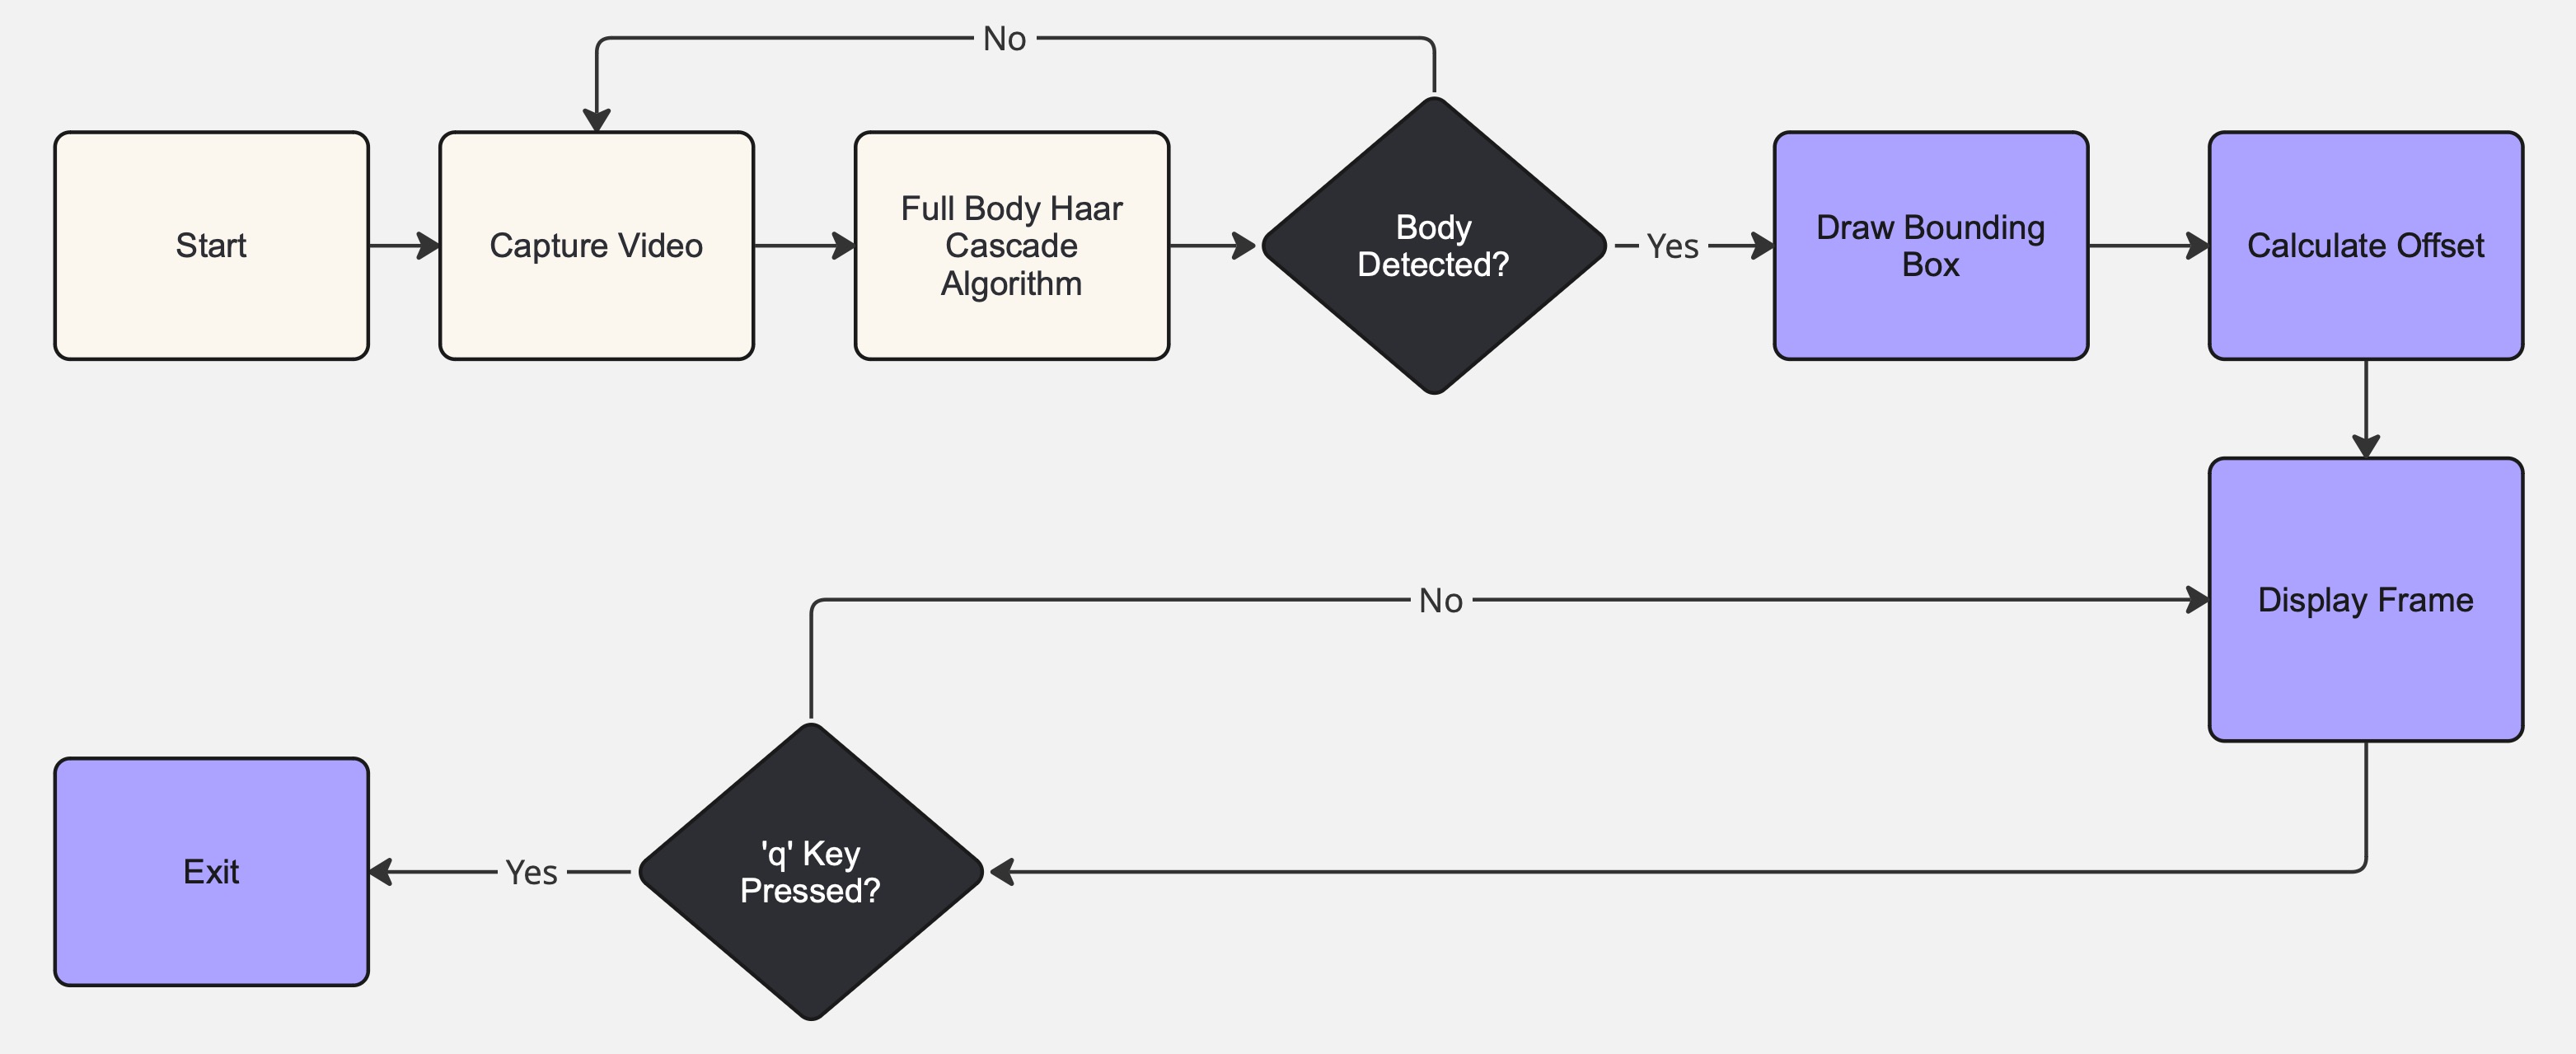 No
Start
Capture Video
Full Body Haar
Cascade
Algorithm
Body
Detected?
Yes
Draw Bounding
Box
Calculate Offset
No
Display Frame
Exit
Yes
'q' Key
Pressed?